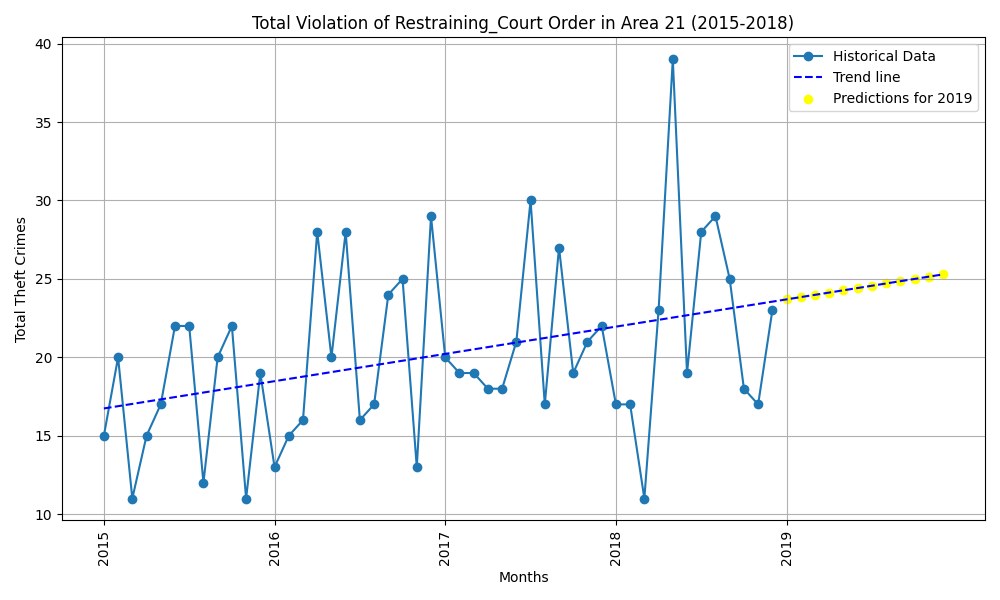 Total Violation of Restraining_Court Order in Area 21 (2015-2018)
Historical Data
Trend line
Predictions for 2019
Total Theft Crimes
40
35
30
25
20
15
10
2015
2016
2017
2018
2019
Months